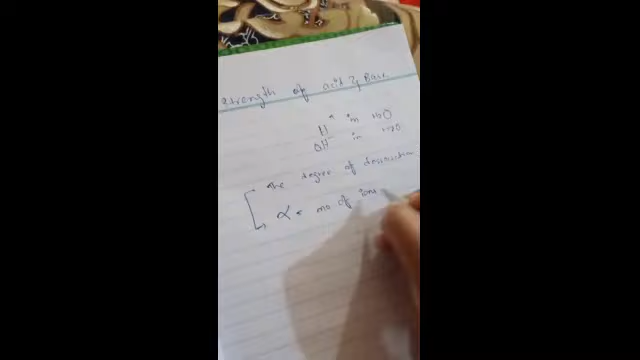 Strength of acid & Base
H⁺ in H2O
OH⁻ in H2O
the degree of dissociation
α no of ions